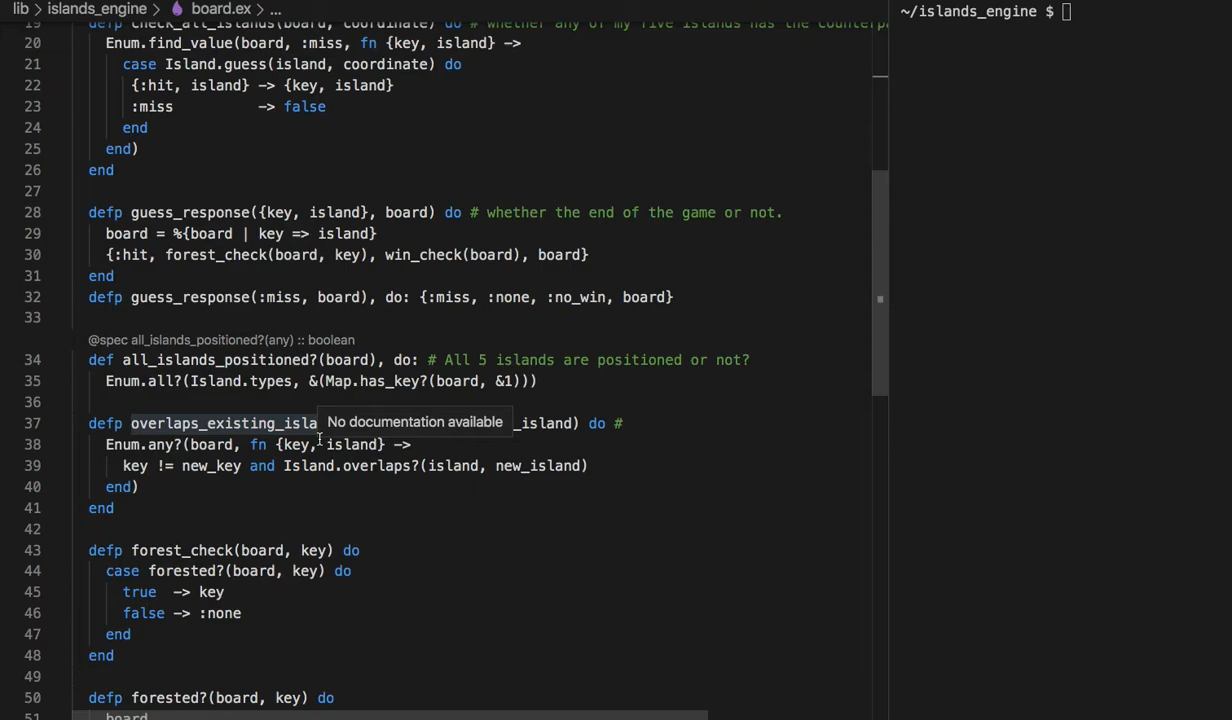 lib > islands_engine > board.ex > ...
~/islands_engine $
19 defp check_all_islands(board, coordinate) do # whether any of my five islands has the counterpa
20 Enum.find_value(board, :miss, fn {key, island} ->
21 case Island.guess(island, coordinate) do
22 {:hit, island} -> {key, island}
23 :miss -> false
24 end
25 end)
26 end
27
28 defp guess_response({key, island}, board) do # whether the end of the game or not.
29 board = %{board | key => island}
30 {:hit, forest_check(board, key), win_check(board), board}
31 end
32 defp guess_response(:miss, board), do: {:miss, :none, :no_win, board}
33
@spec all_islands_positioned?(any) :: boolean
34 def all_islands_positioned?(board), do: # All 5 islands are positioned or not?
35 Enum.all?(Island.types, &(Map.has_key?(board, &1)))
36
37 defp overlaps_existing_isla No documentation available _island) do #
38 Enum.any?(board, fn {key, island} ->
39 key != new_key and Island.overlaps?(island, new_island)
40 end)
41 end
42
43 defp forest_check(board, key) do
44 case forested?(board, key) do
45 true -> key
46 false -> :none
47 end
48 end
49
50 defp forested?(board, key) do
51 board